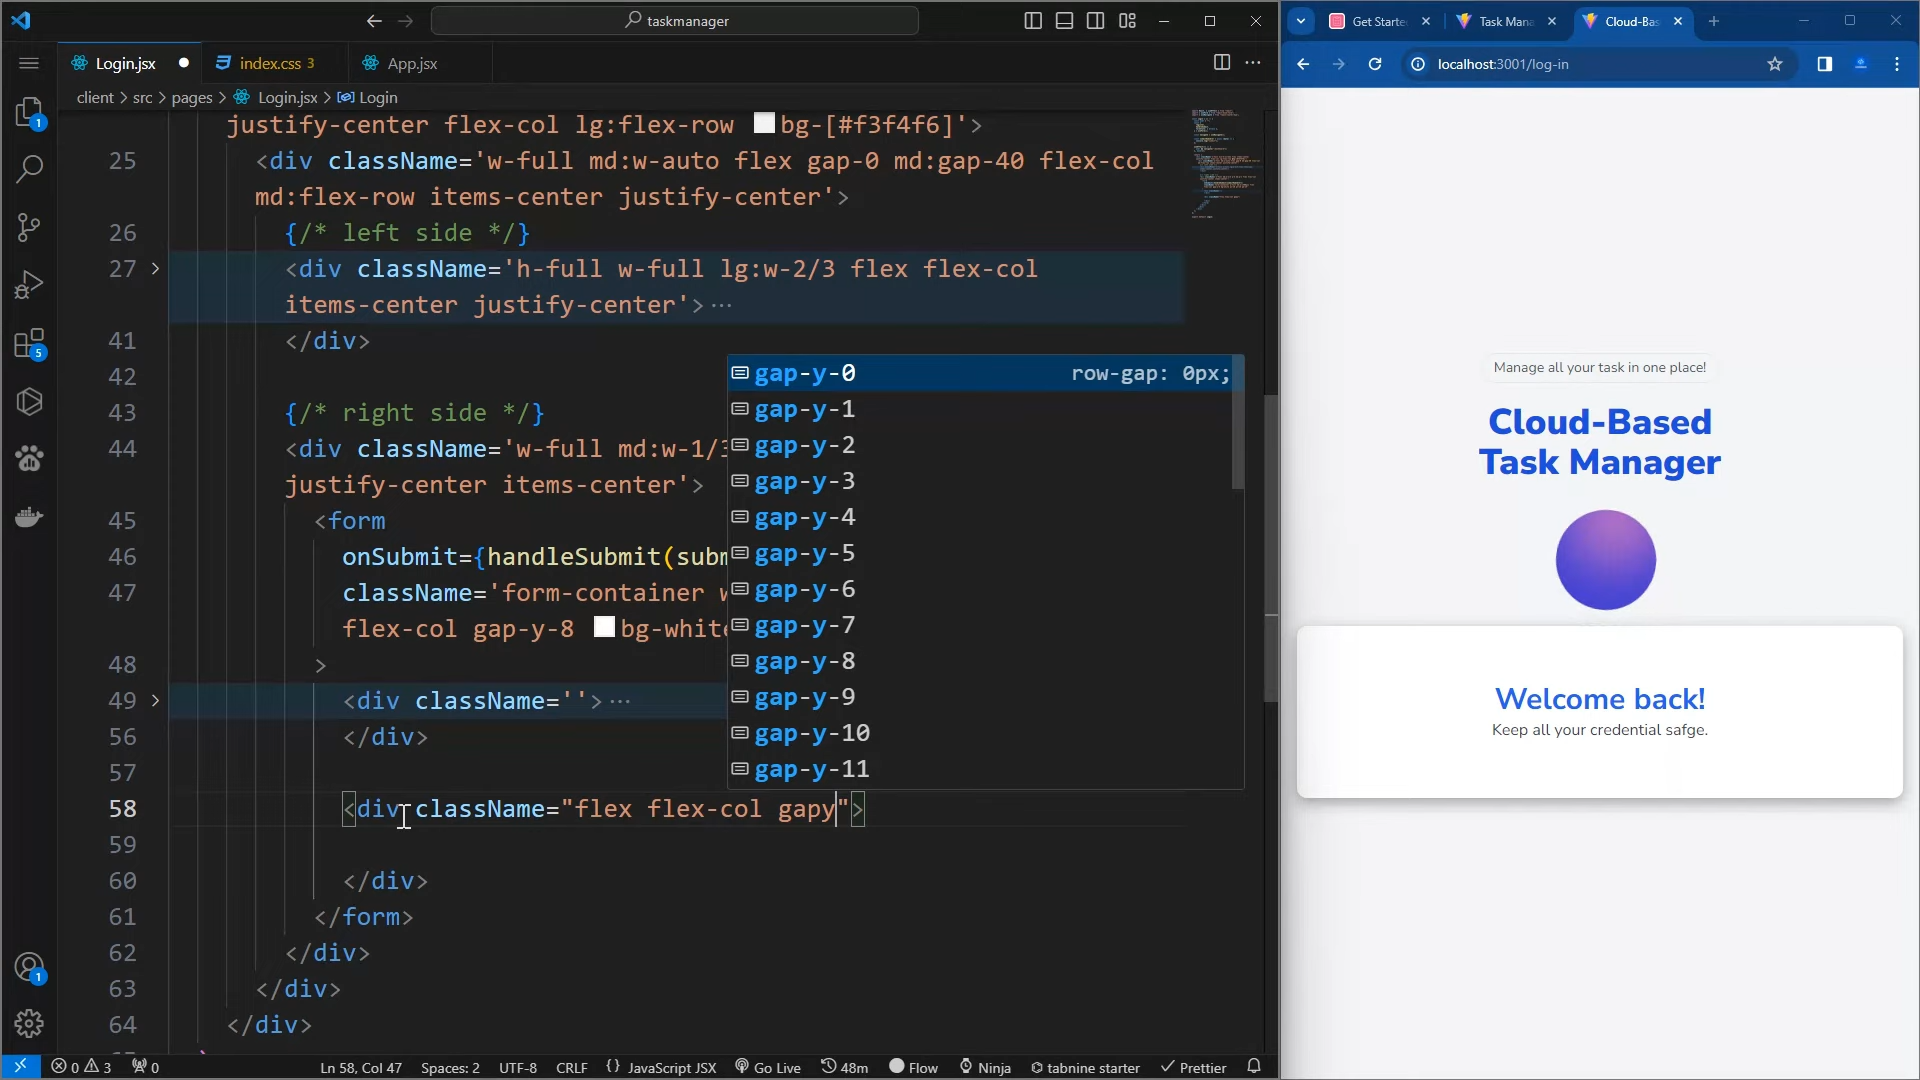 taskmanager
Login.jsx
index.css 3
App.jsx
client > src > pages > Login.jsx > Login
justify-center flex-col lg:flex-row bg-[#f3f4f6]'>
25 <div className='w-full md:w-auto flex gap-0 md:gap-40 flex-col
md:flex-row items-center justify-center'>
26 {/* left side */}
27 <div className='h-full w-full lg:w-2/3 flex flex-col
items-center justify-center'>···
41 </div>
42
43 {/* right side */}
44 <div className='w-full md:w-1/3
justify-center items-center'>
45 <form
46 onSubmit={handleSubmit(subm
47 className='form-container w
flex-col gap-y-8 bg-white
48 >
49 <div className=''>···
56 </div>
57
58 <div className="flex flex-col gapy">
59
60 </div>
61 </form>
62 </div>
63 </div>
64 </div>
gap-y-0 row-gap: 0px;
gap-y-1
gap-y-2
gap-y-3
gap-y-4
gap-y-5
gap-y-6
gap-y-7
gap-y-8
gap-y-9
gap-y-10
gap-y-11
1
5
1
0 3 0
Ln 58, Col 47 Spaces: 2 UTF-8 CRLF {} JavaScript JSX Go Live 48m Flow Ninja tabnine starter Prettier
Get Starte
Task Mana
Cloud-Bas
localhost:3001/log-in
Manage all your task in one place!
Cloud-Based
Task Manager
Welcome back!
Keep all your credential safge.